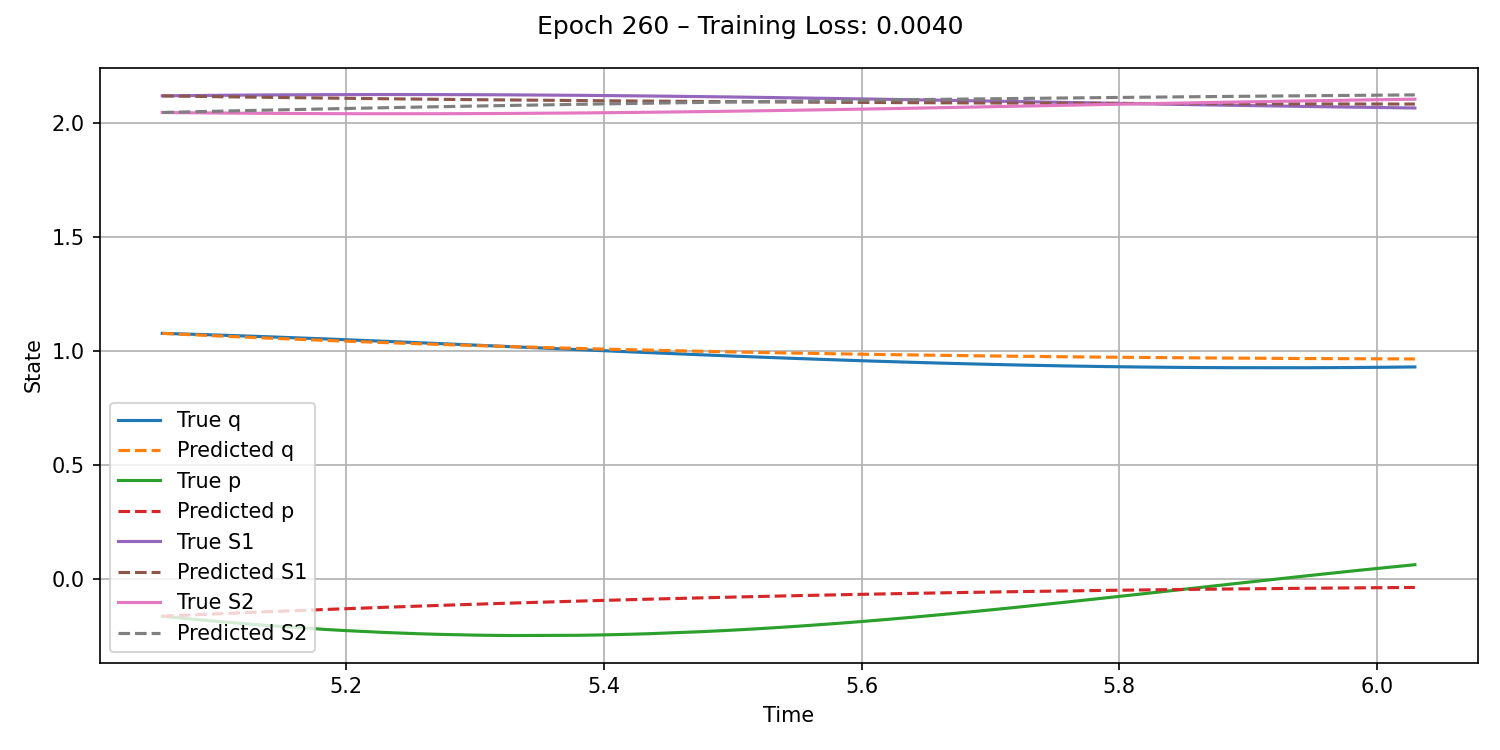 Epoch 260 – Training Loss: 0.0040
State
2.0
1.5
1.0
0.5
0.0
True q
Predicted q
True p
Predicted p
True S1
Predicted S1
True S2
Predicted S2
5.2 5.4 5.6 5.8 6.0
Time